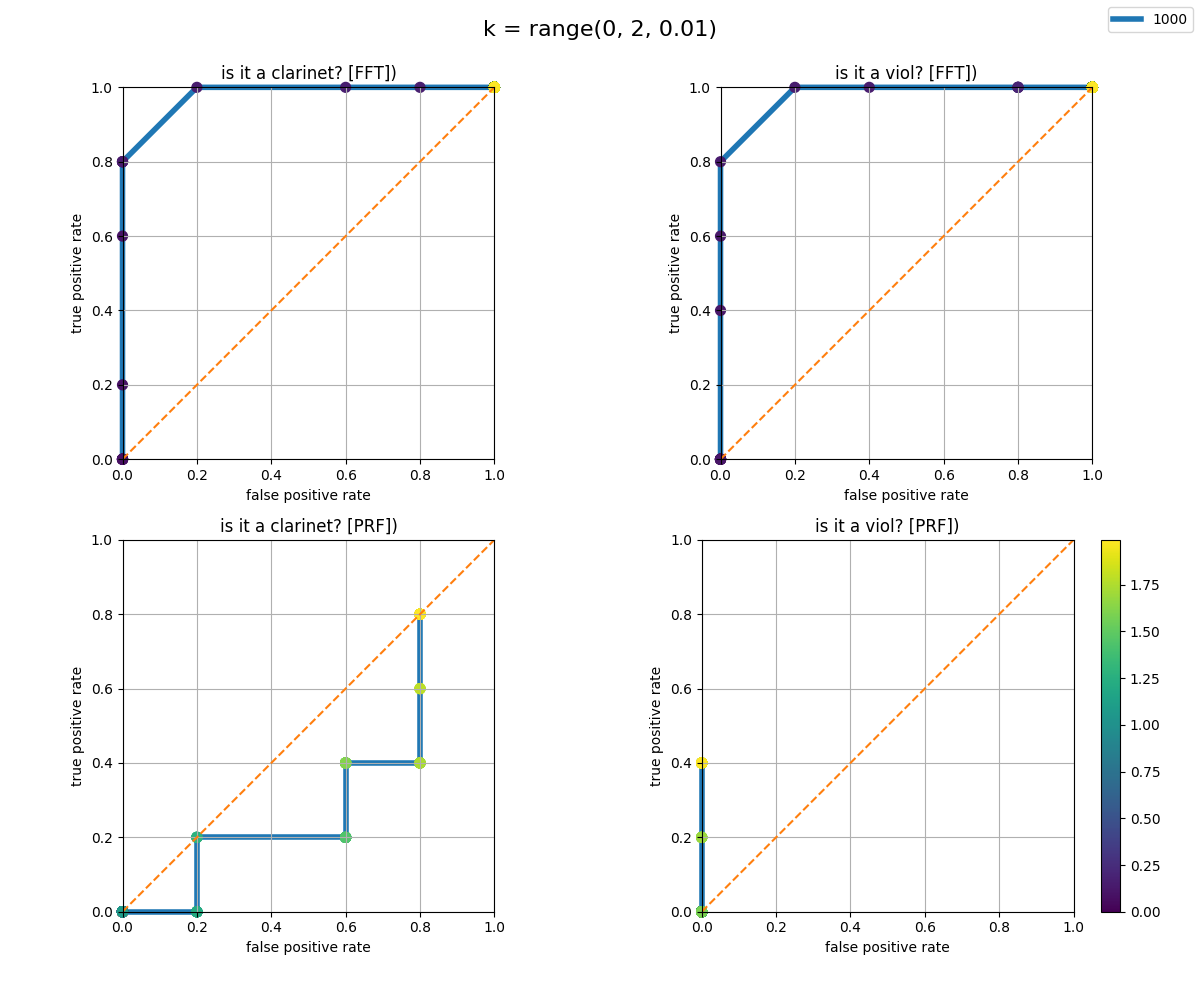 k = range(0, 2, 0.01)
1000
is it a clarinet? [FFT])
1.0
0.8
0.6
0.4
0.2
0.0
true positive rate
0.0 0.2 0.4 0.6 0.8 1.0
false positive rate
is it a viol? [FFT])
1.0
0.8
0.6
0.4
0.2
0.0
true positive rate
0.0 0.2 0.4 0.6 0.8 1.0
false positive rate
is it a clarinet? [PRF])
1.0
0.8
0.6
0.4
0.2
0.0
true positive rate
0.0 0.2 0.4 0.6 0.8 1.0
false positive rate
is it a viol? [PRF])
1.0
0.8
0.6
0.4
0.2
0.0
true positive rate
0.0 0.2 0.4 0.6 0.8 1.0
false positive rate
1.75
1.50
1.25
1.00
0.75
0.50
0.25
0.00